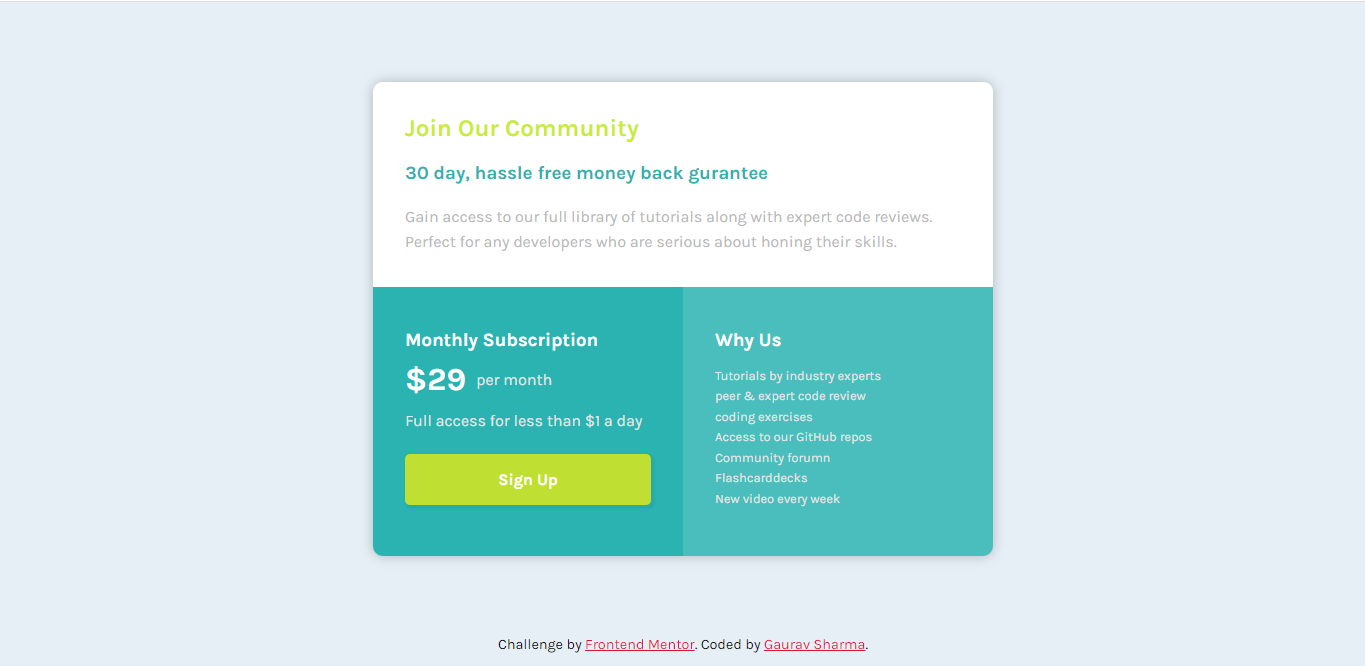 Join Our Community
30 day, hassle free money back gurantee
Gain access to our full library of tutorials along with expert code reviews.
Perfect for any developers who are serious about honing their skills.
Monthly Subscription
$29 per month
Full access for less than $1 a day
Sign Up
Why Us
Tutorials by industry experts
peer & expert code review
coding exercises
Access to our GitHub repos
Community forumn
Flashcarddecks
New video every week
Challenge by Frontend Mentor. Coded by Gaurav Sharma.